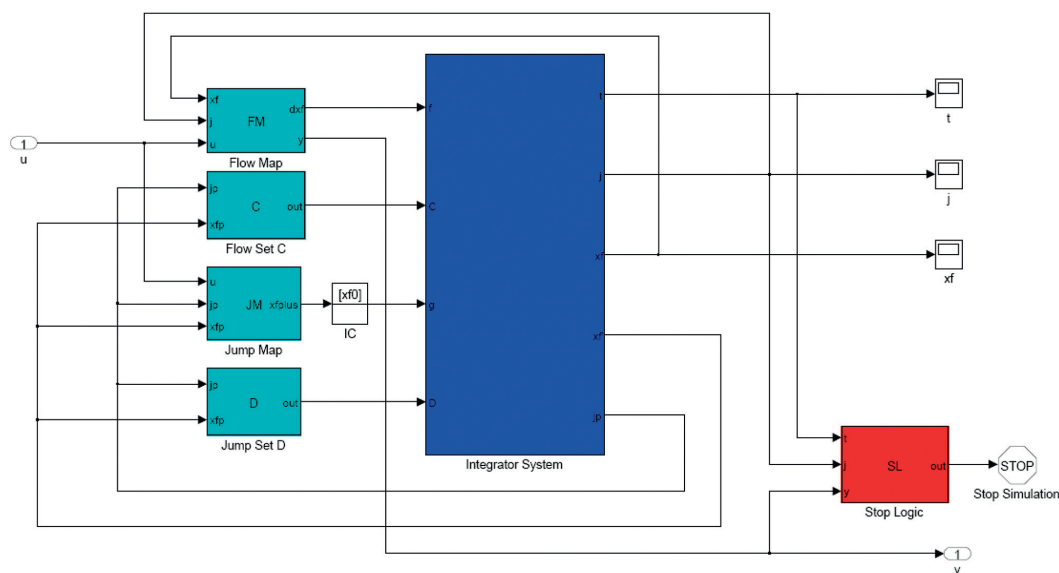 xf
j
u
FM
dxf
y
Flow Map
1
u
jp
xfp
C
out
Flow Set C
u
jp
xfp
JM
xfplus
Jump Map
[xf0]
IC
jp
xfp
D
out
Jump Set D
f
C
g
D
t
j
xf
xf'
jp
Integrator System
t
j
xf
t
j
y
SL
out
Stop Logic
STOP
Stop Simulation
1